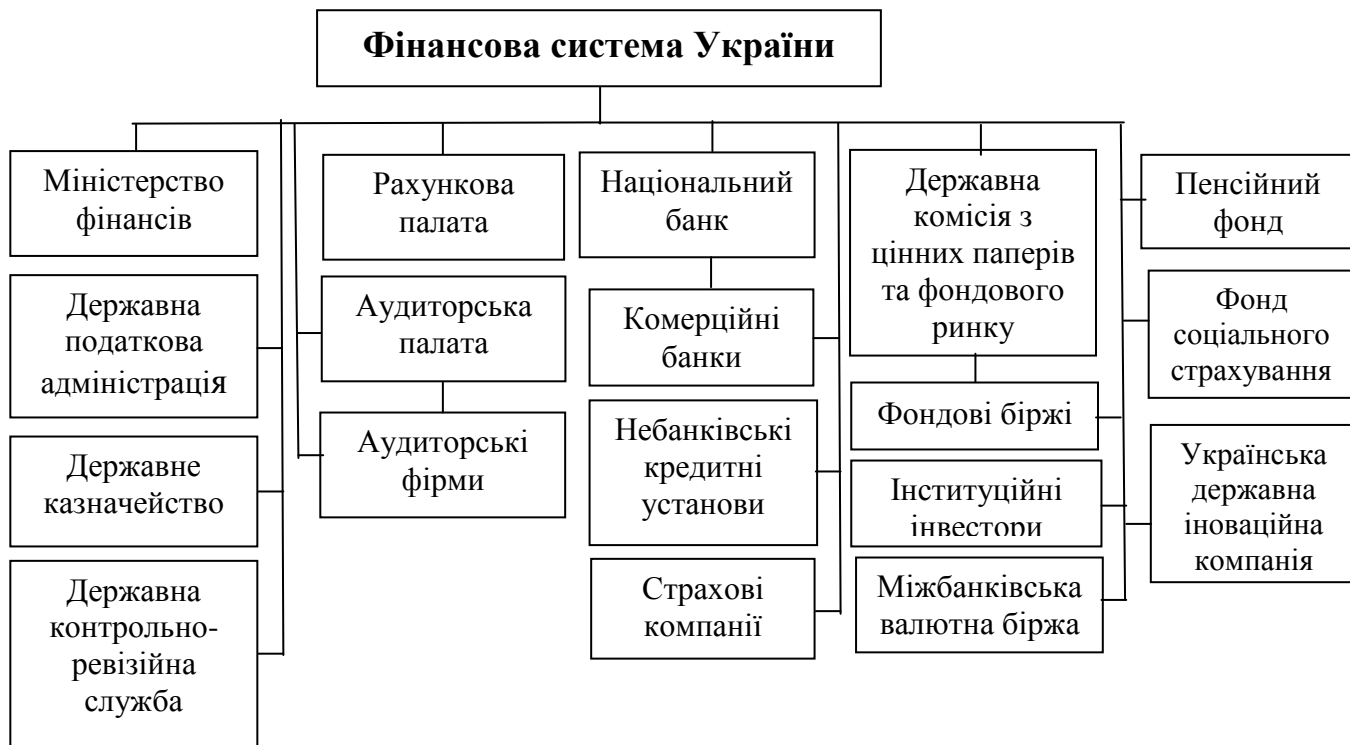 Фінансова система України
Міністерство
фінансів
Державна
податкова
адміністрація
Державне
казначейство
Державна
контрольно-
ревізійна
служба
Рахункова
палата
Аудиторська
палата
Аудиторські
фірми
Національний
банк
Комерційні
банки
Небанківські
кредитні
установи
Страхові
компанії
Державна
комісія з
цінних паперів
та фондового
ринку
Фондові біржі
Інституційні
інвестори
Міжбанківська
валютна біржа
Пенсійний
фонд
Фонд
соціального
страхування
Українська
державна
іноваційна
компанія